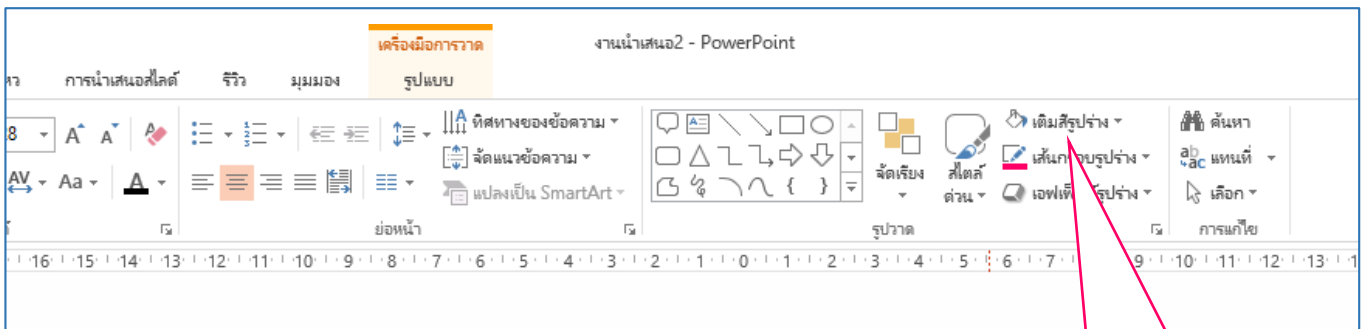 เครื่องมือการวาด
งานนำเสนอ2 - PowerPoint
การนำเสนอสไลด์ รีวิว มุมมอง รูปแบบ
8 A A ทิศทางของข้อความ เติมสีรูปร่าง ค้นหา
จัดแนวข้อความ เส้นกรอบรูปร่าง แทนที่
AV Aa A แปลงเป็น SmartArt จัดเรียง สไตล์ด่วน เลือก
ย่อหน้า รูปวาด การแก้ไข
16 15 14 13 12 11 10 9 8 7 6 5 4 3 2 1 0 1 2 3 4 5 6 7 9 10 11 12 13